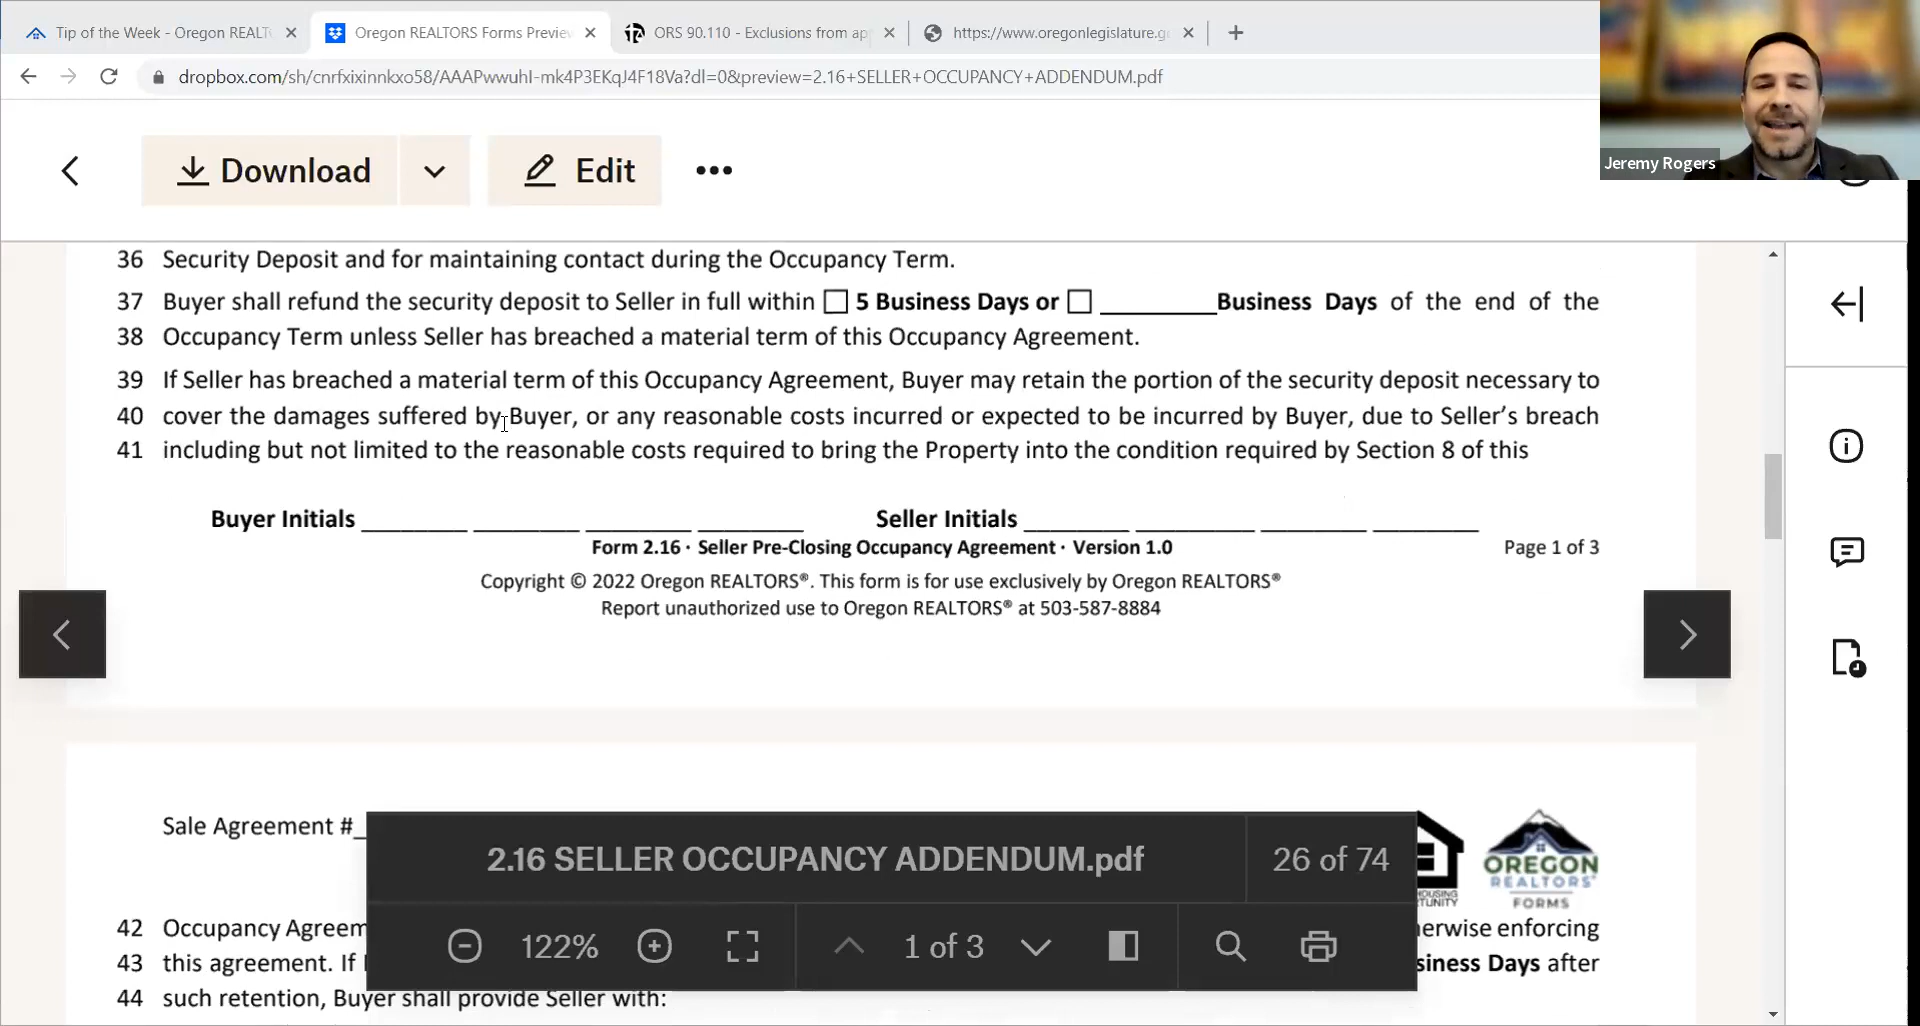 Tip of the Week - Oregon REALT
Oregon REALTORS Forms Preview
ORS 90.110 - Exclusions from ap
https://www.oregonlegislature.g
dropbox.com/sh/cnrfxixinnkxo58/AAAPwwuhI-mk4P3EKqJ4F18Va?dl=0&preview=2.16+SELLER+OCCUPANCY+ADDENDUM.pdf
Jeremy Rogers
Download
Edit
36 Security Deposit and for maintaining contact during the Occupancy Term.
37 Buyer shall refund the security deposit to Seller in full within ☐ 5 Business Days or ☐ _________Business Days of the end of the
38 Occupancy Term unless Seller has breached a material term of this Occupancy Agreement.
39 If Seller has breached a material term of this Occupancy Agreement, Buyer may retain the portion of the security deposit necessary to
40 cover the damages suffered by Buyer, or any reasonable costs incurred or expected to be incurred by Buyer, due to Seller's breach
41 including but not limited to the reasonable costs required to bring the Property into the condition required by Section 8 of this
Buyer Initials ________ ________ ________ ________ Seller Initials ________ _________ ________ ________
Form 2.16 · Seller Pre-Closing Occupancy Agreement · Version 1.0
Page 1 of 3
Copyright © 2022 Oregon REALTORS®. This form is for use exclusively by Oregon REALTORS®
Report unauthorized use to Oregon REALTORS® at 503-587-8884
Sale Agreement #_
2.16 SELLER OCCUPANCY ADDENDUM.pdf
26 of 74
OREGON
REALTORS
FORMS
42 Occupancy Agreem
erwise enforcing
122%
1 of 3
43 this agreement. If
siness Days after
44 such retention, Buyer shall provide Seller with: